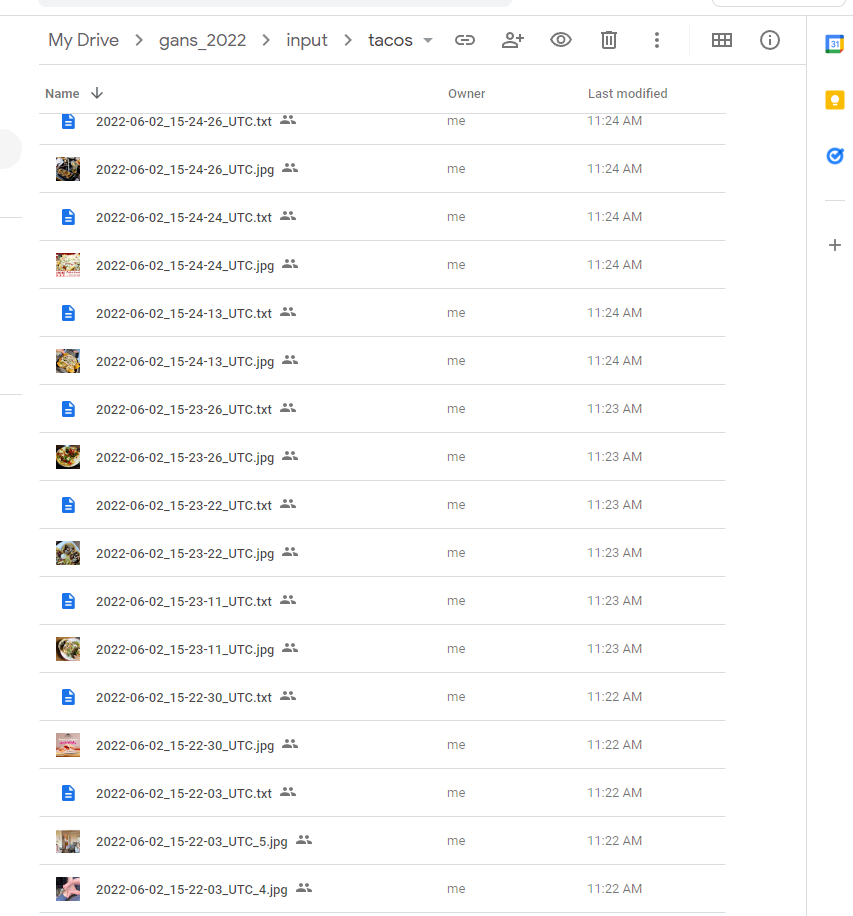 My Drive > gans_2022 > input > tacos
Name Owner Last modified
2022-06-02_15-24-26_UTC.txt me 11:24 AM
2022-06-02_15-24-26_UTC.jpg me 11:24 AM
2022-06-02_15-24-24_UTC.txt me 11:24 AM
2022-06-02_15-24-24_UTC.jpg me 11:24 AM
2022-06-02_15-24-13_UTC.txt me 11:24 AM
2022-06-02_15-24-13_UTC.jpg me 11:24 AM
2022-06-02_15-23-26_UTC.txt me 11:23 AM
2022-06-02_15-23-26_UTC.jpg me 11:23 AM
2022-06-02_15-23-22_UTC.txt me 11:23 AM
2022-06-02_15-23-22_UTC.jpg me 11:23 AM
2022-06-02_15-23-11_UTC.txt me 11:23 AM
2022-06-02_15-23-11_UTC.jpg me 11:23 AM
2022-06-02_15-22-30_UTC.txt me 11:22 AM
2022-06-02_15-22-30_UTC.jpg me 11:22 AM
2022-06-02_15-22-03_UTC.txt me 11:22 AM
2022-06-02_15-22-03_UTC_5.jpg me 11:22 AM
2022-06-02_15-22-03_UTC_4.jpg me 11:22 AM
31